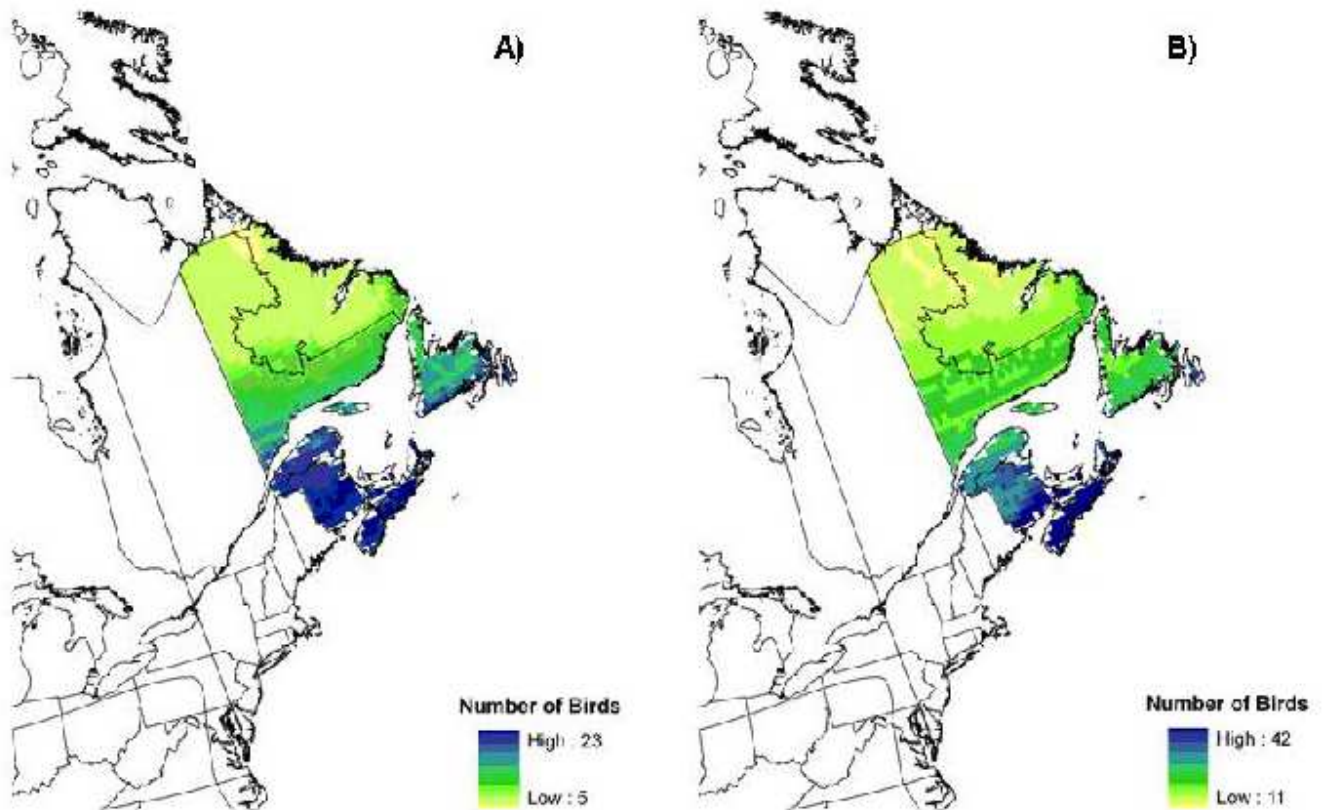 A)
B)
Number of Birds
High : 23
Low : 5
Number of Birds
High : 42
Low : 11